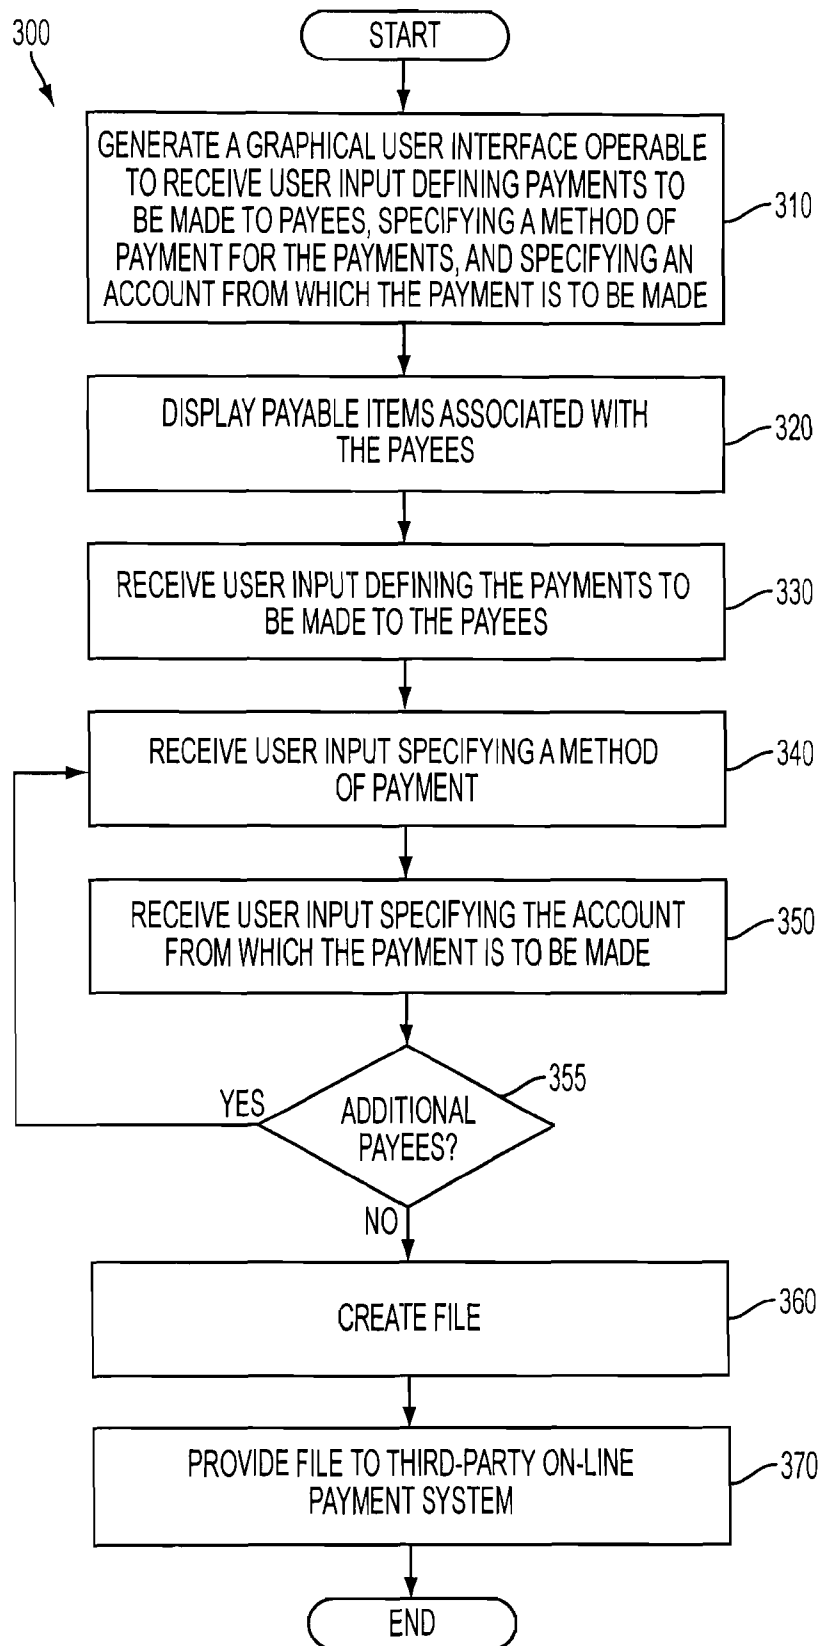 300
START
GENERATE A GRAPHICAL USER INTERFACE OPERABLE
TO RECEIVE USER INPUT DEFINING PAYMENTS TO
BE MADE TO PAYEES, SPECIFYING A METHOD OF
PAYMENT FOR THE PAYMENTS, AND SPECIFYING AN
ACCOUNT FROM WHICH THE PAYMENT IS TO BE MADE
310
DISPLAY PAYABLE ITEMS ASSOCIATED WITH
THE PAYEES
320
RECEIVE USER INPUT DEFINING THE PAYMENTS TO
BE MADE TO THE PAYEES
330
RECEIVE USER INPUT SPECIFYING A METHOD
OF PAYMENT
340
RECEIVE USER INPUT SPECIFYING THE ACCOUNT
FROM WHICH THE PAYMENT IS TO BE MADE
350
355
YES
ADDITIONAL
PAYEES?
NO
CREATE FILE
360
PROVIDE FILE TO THIRD-PARTY ON-LINE
PAYMENT SYSTEM
370
END